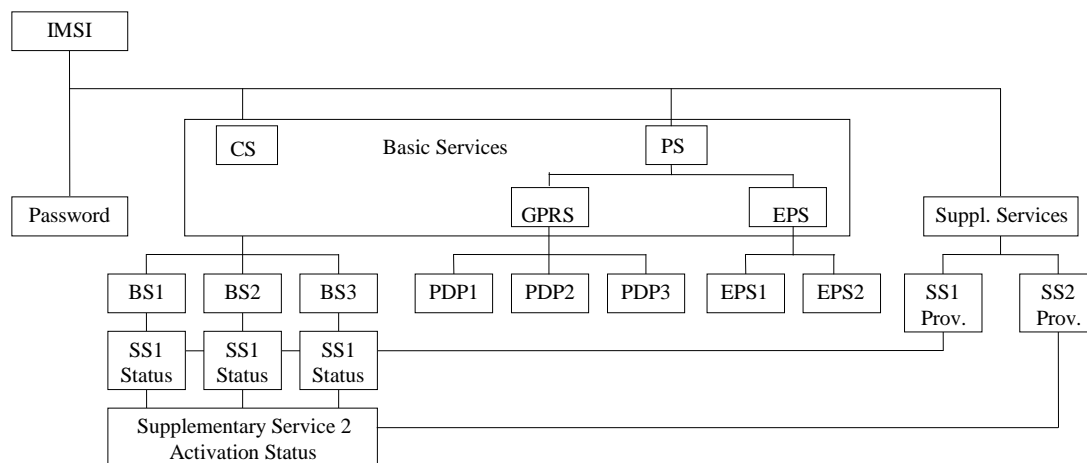 IMSI
CS
Basic Services
PS
Password
GPRS
EPS
Suppl. Services
BS1
BS2
BS3
PDP1
PDP2
PDP3
EPS1
EPS2
SS1
Prov.
SS2
Prov.
SS1
Status
SS1
Status
SS1
Status
Supplementary Service 2
Activation Status